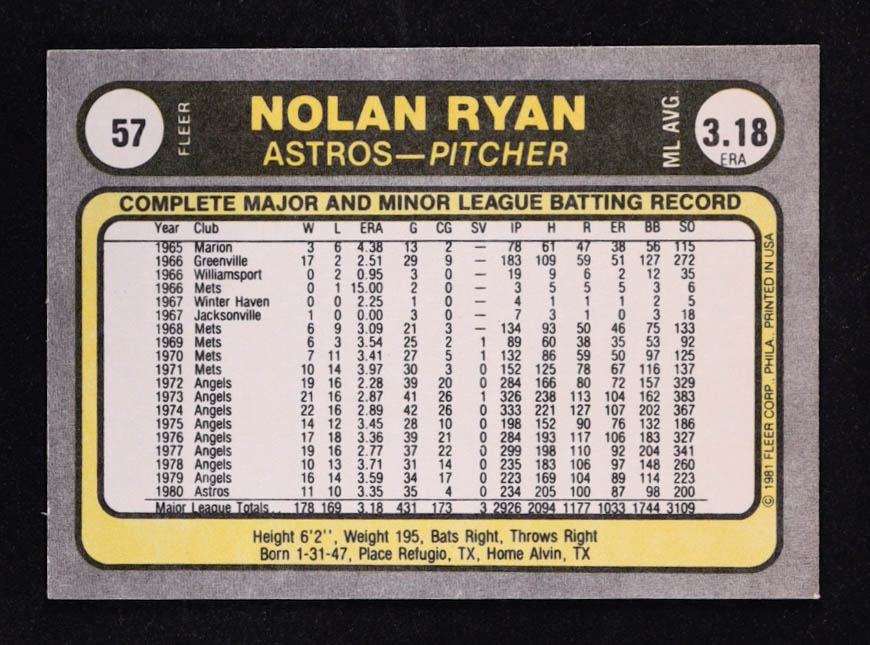 57
FLEER
NOLAN RYAN
ASTROS—PITCHER
ML AVG.
3.18
ERA
COMPLETE MAJOR AND MINOR LEAGUE BATTING RECORD
Year Club W L ERA G CG SV IP H R ER BB SO
1965 Marion 3 6 4.38 13 2 — 78 61 47 38 56 115
1966 Greenville 17 2 2.51 29 9 — 183 109 59 51 127 272
1966 Williamsport 0 2 0.95 3 0 — 19 9 6 2 12 35
1966 Mets 0 1 15.00 2 0 — 3 5 5 5 3 6
1967 Winter Haven 0 0 2.25 1 0 — 4 1 1 1 2 5
1967 Jacksonville 1 0 0.00 3 0 — 7 3 1 0 3 18
1968 Mets 6 9 3.09 21 3 — 134 93 50 46 75 133
1969 Mets 6 3 3.54 25 2 1 89 60 38 35 53 92
1970 Mets 7 11 3.41 27 5 1 132 86 59 50 97 125
1971 Mets 10 14 3.97 30 3 0 152 125 78 67 116 137
1972 Angels 19 16 2.28 39 20 0 284 166 80 72 157 329
1973 Angels 21 16 2.87 41 26 1 326 238 113 104 162 383
1974 Angels 22 16 2.89 42 26 0 333 221 127 107 202 367
1975 Angels 14 12 3.45 28 10 0 198 152 90 76 132 186
1976 Angels 17 18 3.36 39 21 0 284 193 117 106 183 327
1977 Angels 19 16 2.77 37 22 0 299 198 110 92 204 341
1978 Angels 10 13 3.71 31 14 0 235 183 106 97 148 260
1979 Angels 16 14 3.59 34 17 0 223 169 104 89 114 223
1980 Astros 11 10 3.35 35 4 0 234 205 100 87 98 200
Major League Totals.. 178 169 3.18 431 173 3 2926 2094 1177 1033 1744 3109
Height 6'2'', Weight 195, Bats Right, Throws Right
Born 1-31-47, Place Refugio, TX, Home Alvin, TX
© 1981 FLEER CORP., PHILA., PRINTED IN USA